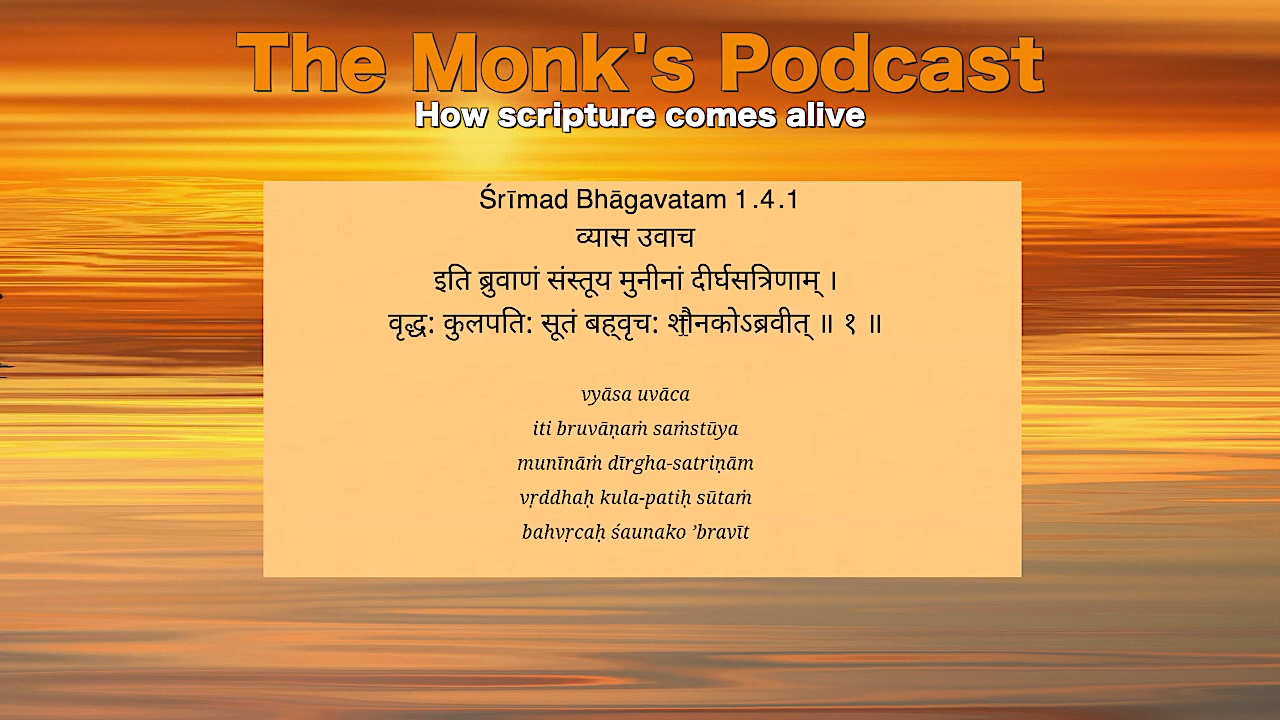 The Monk's Podcast
How scripture comes alive
Śrīmad Bhāgavatam 1.4.1
व्यास उवाच
इति ब्रुवाणं संस्तूय मुनीनां दीर्घसत्रिणाम् ।
वृद्ध: कुलपति: सूतं बह्‌वृच: शौनकोऽब्रवीत् ॥ १ ॥
vyāsa uvāca
iti bruvāṇaṁ saṁstūya
munīnāṁ dīrgha-satriṇām
vṛddhaḥ kula-patiḥ sūtaṁ
bahvṛcaḥ śaunako ’bravīt